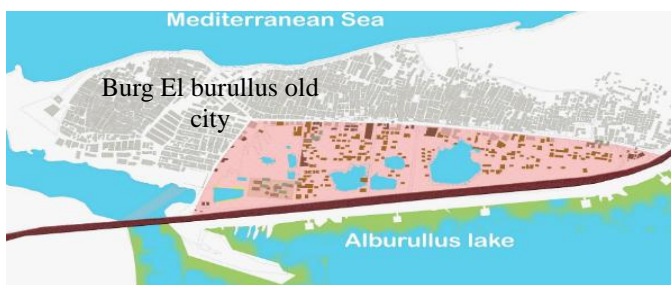 Mediterranean Sea
Burg El burullus old
city
Alburullus lake